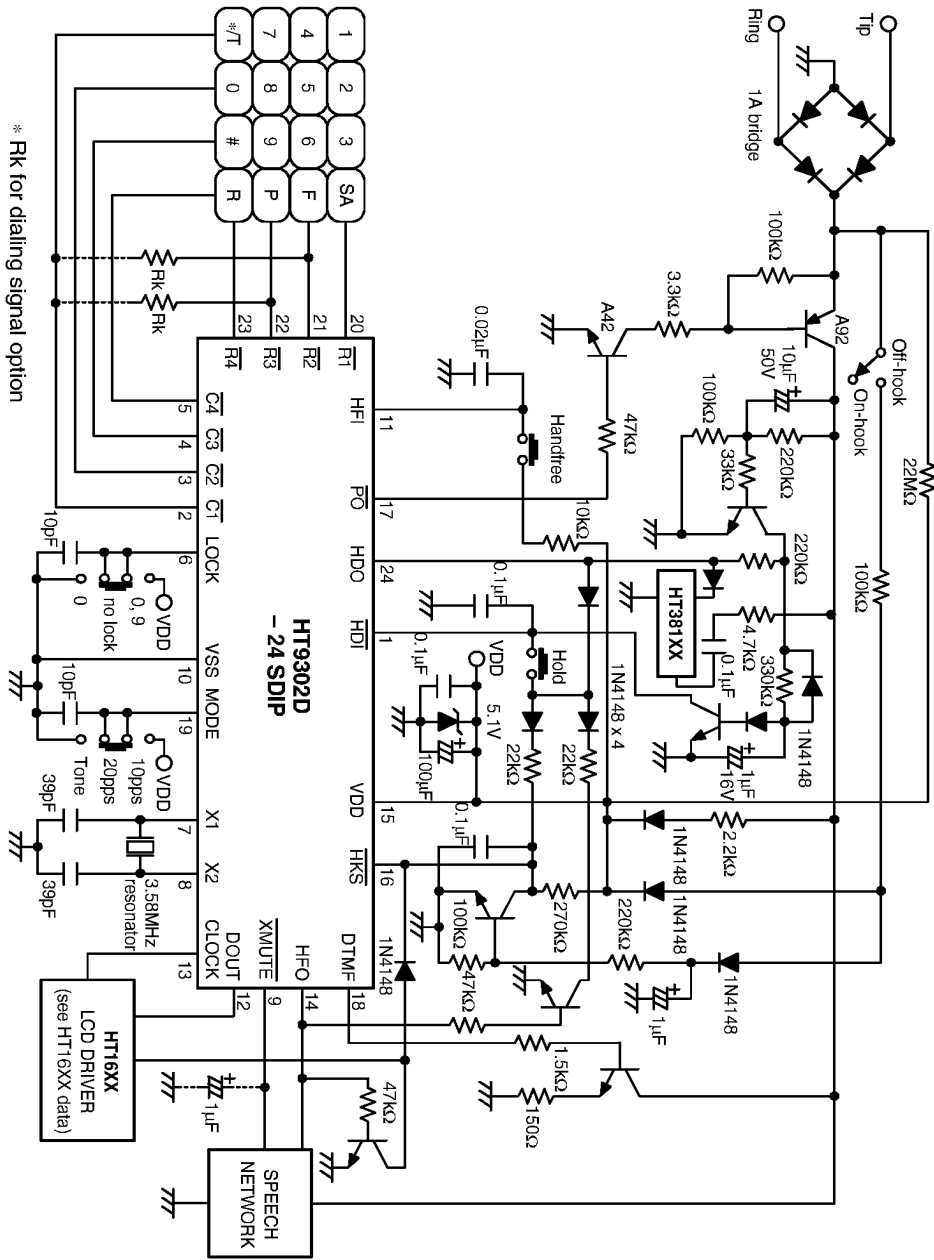 Tip
Ring
1A bridge
A92
Off-hook
On-hook
22MΩ
100kΩ
100kΩ
3.3kΩ
A42
47kΩ
10μF
50V
100kΩ
220kΩ
33kΩ
220kΩ
HT381XX
4.7kΩ
0.1μF
330kΩ
1N4148
1μF
16V
2.2kΩ
1N4148
1N4148
1N4148
1μF
220kΩ
270kΩ
100kΩ
47kΩ
1.5kΩ
150Ω
0.02μF
Handfree
10kΩ
0.1μF
Hold
1N4148 x 4
22kΩ
22kΩ
0.1μF
VDD
5.1V
100μF
0.1μF
1N4148
47kΩ
1 2 3 SA
4 5 6 F
7 8 9 P
*/T 0 # R
Rk
Rk
20 21 22 23
R1 R2 R3 R4
HFI 11
PO 17
HDO 24
HDI 1
VDD 15
HKS 16
DTMF 18
HFO 14
XMUTE 9
DOUT 12
CLOCK 13
HT9302D
– 24 SDIP
C4 5
C3 4
C2 3
C1 2
LOCK 6
VSS 10
MODE 19
X1 7
X2 8
10pF
0
no lock
0, 9
VDD
10pF
Tone
20pps
10pps
VDD
39pF
39pF
3.58MHz
resonator
HT16XX
LCD DRIVER
(see HT16XX data)
1μF
SPEECH
NETWORK
* Rk for dialing signal option